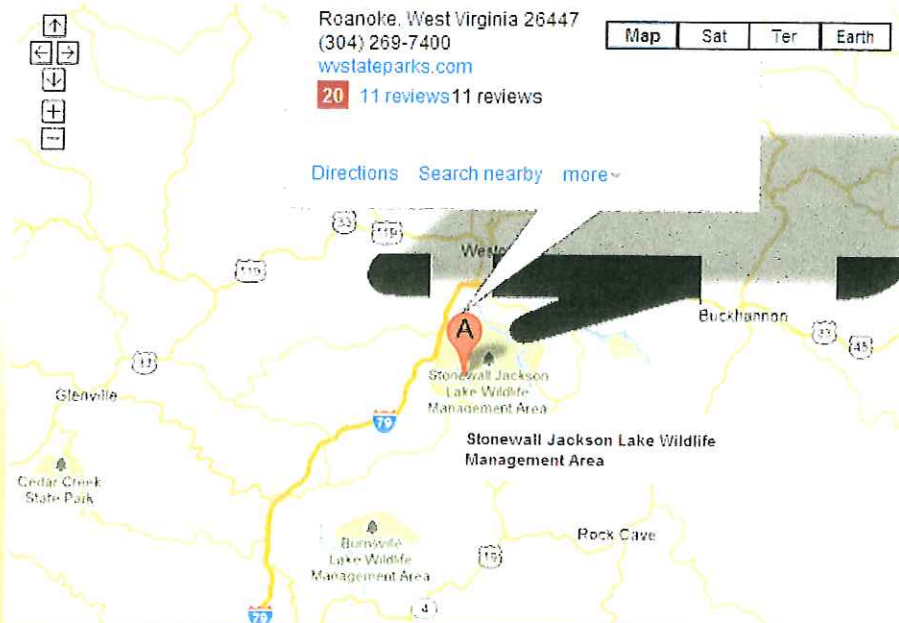 Roanoke, West Virginia 26447
(304) 269-7400
wvstateparks.com
20 11 reviews11 reviews
Directions Search nearby more
Map Sat Ter Earth
33
119
119
A
Buckhannon
33
48
33
Glenville
79
Stonewall Jackson
Lake Wildlife
Management Area
Stonewall Jackson Lake Wildlife
Management Area
Cedar Creek
State Park
Burnsville
Lake Wildlife
Management Area
Rock Cave
19
4
79